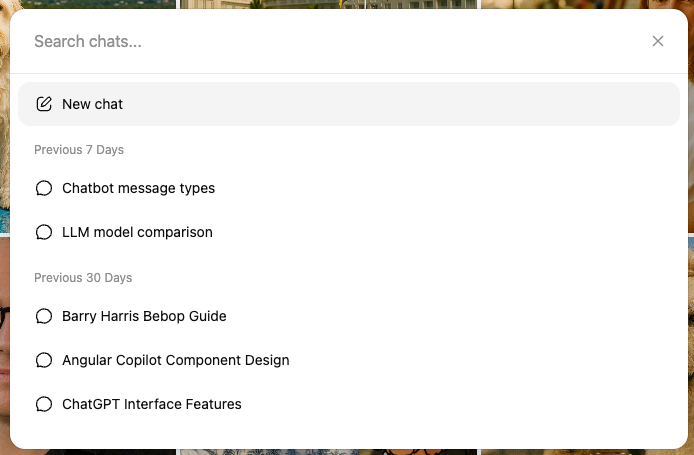 Search chats...
New chat
Previous 7 Days
Chatbot message types
LLM model comparison
Previous 30 Days
Barry Harris Bebop Guide
Angular Copilot Component Design
ChatGPT Interface Features